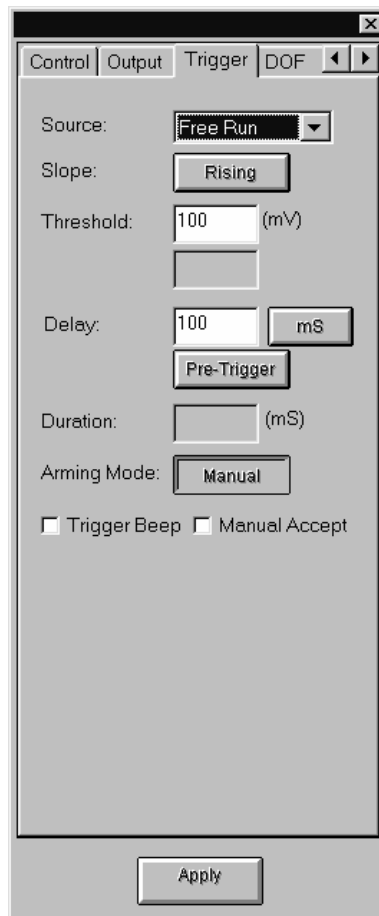 Control Output Trigger DOF
Source: Free Run
Slope: Rising
Threshold: 100 (mV)
Delay: 100 mS
Pre-Trigger
Duration: (mS)
Arming Mode: Manual
Trigger Beep Manual Accept
Apply